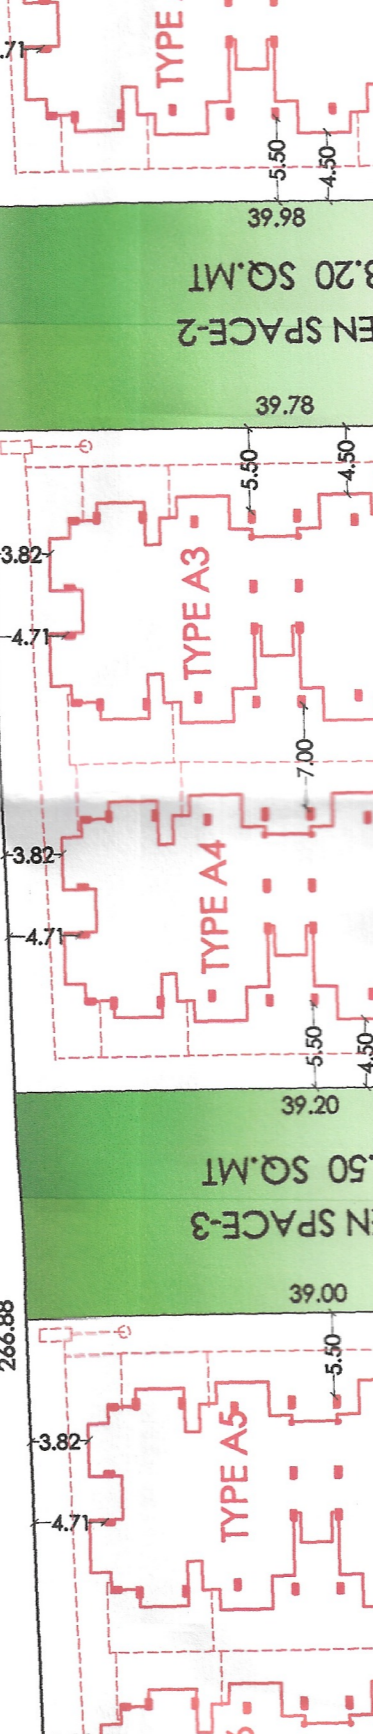 .71
TYPE
5.50
4.50
39.98
3.20 SQ.MT
EN SPACE-2
39.78
5.50
4.50
3.82
TYPE A3
4.71
7.00
3.82
TYPE A4
4.71
5.50
4.50
39.20
.50 SQ.MT
EN SPACE-3
39.00
266.88
5.50
3.82
TYPE A5
4.71